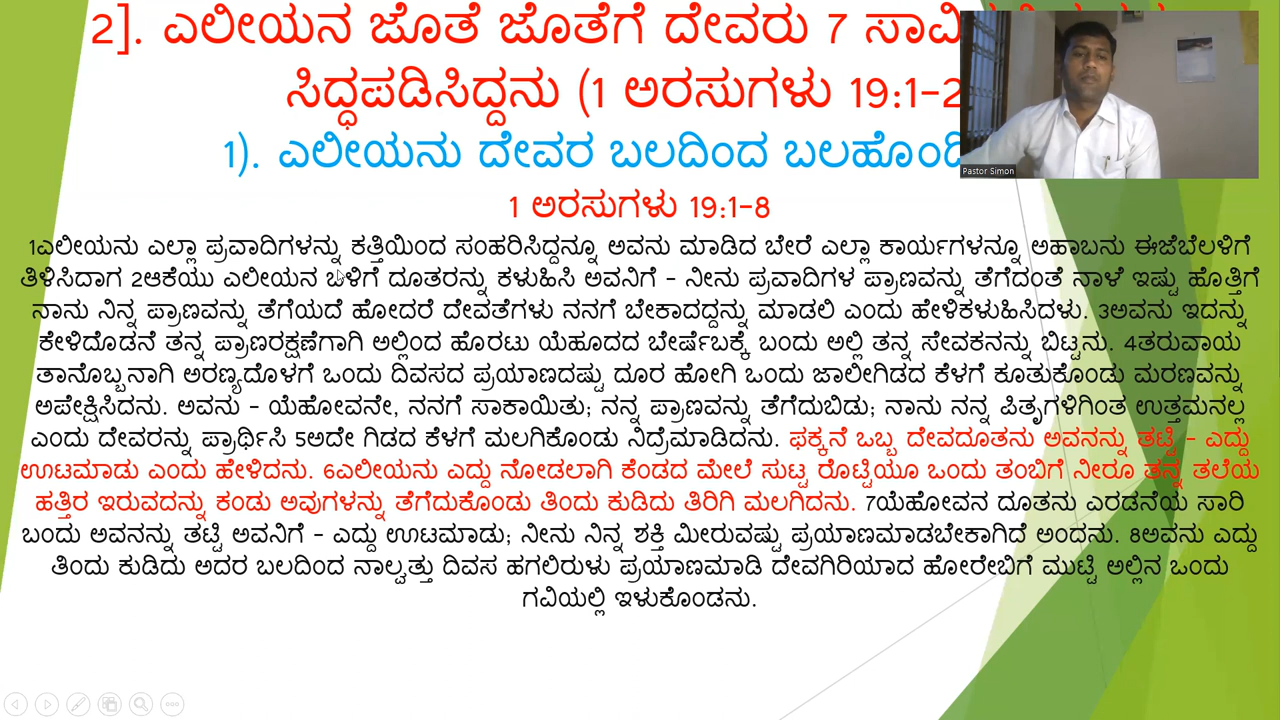 2]. ಎಲೀಯನ ಜೊತೆ ಜೊತೆಗೆ ದೇವರು 7
ಸಿದ್ಧಪಡಿಸಿದ್ದನು (1 ಅರಸುಗಳು 19:1-2
1). ಎಲೀಯನು ದೇವರ ಬಲದಿಂದ
Pastor Simon
1 ಅರಸುಗಳು 19:1-8
1ಎಲೀಯನು ಎಲ್ಲಾ ಪ್ರವಾದಿಗಳನ್ನು ಕತ್ತಿಯಿಂದ ಸಂಹರಿಸಿದ್ದನ್ನೂ ಅವನು ಮಾಡಿದ ಬೇರೆ ಎಲ್ಲಾ ಕಾರ್ಯಗಳನ್ನೂ ಅಹಾಬನು ಈಜೆಬೆಲಳಿಗೆ
ತಿಳಿಸಿದಾಗ 2ಆಕೆಯು ಎಲೀಯನ ಬಳಿಗೆ ದೂತರನ್ನು ಕಳುಹಿಸಿ ಅವನಿಗೆ - ನೀನು ಪ್ರವಾದಿಗಳ ಪ್ರಾಣವನ್ನು ತೆಗೆದಂತೆ ನಾಳೆ ಇಷ್ಟು ಹೊತ್ತಿಗೆ
ನಾನು ನಿನ್ನ ಪ್ರಾಣವನ್ನು ತೆಗೆಯದೆ ಹೋದರೆ ದೇವತೆಗಳು ನನಗೆ ಬೇಕಾದದ್ದನ್ನು ಮಾಡಲಿ ಎಂದು ಹೇಳಿಕಳುಹಿಸಿದಳು. 3ಅವನು ಇದನ್ನು
ಕೇಳಿದೊಡನೆ ತನ್ನ ಪ್ರಾಣರಕ್ಷಣೆಗಾಗಿ ಅಲ್ಲಿಂದ ಹೊರಟು ಯೆಹೂದದ ಬೇರ್ಷೆಬಕ್ಕೆ ಬಂದು ಅಲ್ಲಿ ತನ್ನ ಸೇವಕನನ್ನು ಬಿಟ್ಟನು. 4ತರುವಾಯ
ತಾನೊಬ್ಬನಾಗಿ ಅರಣ್ಯದೊಳಗೆ ಒಂದು ದಿವಸದ ಪ್ರಯಾಣದಷ್ಟು ದೂರ ಹೋಗಿ ಒಂದು ಜಾಲೀಗಿಡದ ಕೆಳಗೆ ಕೂತುಕೊಂಡು ಮರಣವನ್ನು
ಅಪೇಕ್ಷಿಸಿದನು. ಅವನು - ಯೆಹೋವನೇ, ನನಗೆ ಸಾಕಾಯಿತು; ನನ್ನ ಪ್ರಾಣವನ್ನು ತೆಗೆದುಬಿಡು; ನಾನು ನನ್ನ ಪಿತೃಗಳಿಗಿಂತ ಉತ್ತಮನಲ್ಲ
ಎಂದು ದೇವರನ್ನು ಪ್ರಾರ್ಥಿಸಿ 5ಅದೇ ಗಿಡದ ಕೆಳಗೆ ಮಲಗಿಕೊಂಡು ನಿದ್ರೆಮಾಡಿದನು. ಫಕ್ಕನೆ ಒಬ್ಬ ದೇವದೂತನು ಅವನನ್ನು ತಟ್ಟಿ - ಎದ್ದು
ಊಟಮಾಡು ಎಂದು ಹೇಳಿದನು. 6ಎಲೀಯನು ಎದ್ದು ನೋಡಲಾಗಿ ಕೆಂಡದ ಮೇಲೆ ಸುಟ್ಟ ರೊಟ್ಟಿಯೂ ಒಂದು ತಂಬಿಗೆ ನೀರೂ ತನ್ನ ತಲೆಯ
ಹತ್ತಿರ ಇರುವದನ್ನು ಕಂಡು ಅವುಗಳನ್ನು ತೆಗೆದುಕೊಂಡು ತಿಂದು ಕುಡಿದು ತಿರಿಗಿ ಮಲಗಿದನು. 7ಯೆಹೋವನ ದೂತನು ಎರಡನೆಯ ಸಾರಿ
ಬಂದು ಅವನನ್ನು ತಟ್ಟಿ ಅವನಿಗೆ - ಎದ್ದು ಊಟಮಾಡು; ನೀನು ನಿನ್ನ ಶಕ್ತಿ ಮೀರುವಷ್ಟು ಪ್ರಯಾಣಮಾಡಬೇಕಾಗಿದೆ ಅಂದನು. 8ಅವನು ಎದ್ದು
ತಿಂದು ಕುಡಿದು ಅದರ ಬಲದಿಂದ ನಾಲ್ವತ್ತು ದಿವಸ ಹಗಲಿರುಳು ಪ್ರಯಾಣಮಾಡಿ ದೇವಗಿರಿಯಾದ ಹೋರೇಬಿಗೆ ಮುಟ್ಟಿ ಅಲ್ಲಿನ ಒಂದು
ಗವಿಯಲ್ಲಿ ಇಳುಕೊಂಡನು.